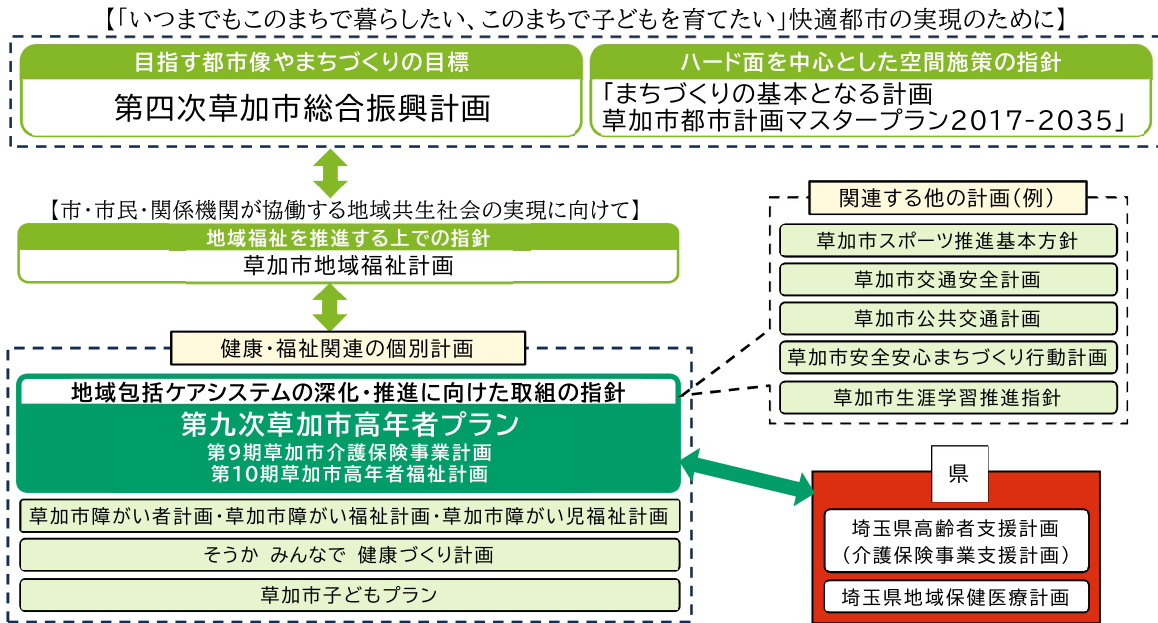 【「いつまでもこのまちで暮らしたい、このまちで子どもを育てたい」快適都市の実現のために】
目指す都市像やまちづくりの目標
第四次草加市総合振興計画
ハード面を中心とした空間施策の指針
「まちづくりの基本となる計画
草加市都市計画マスタープラン2017-2035」
【市・市民・関係機関が協働する地域共生社会の実現に向けて】
地域福祉を推進する上での指針
草加市地域福祉計画
関連する他の計画(例)
草加市スポーツ推進基本方針
草加市交通安全計画
草加市公共交通計画
草加市安全安心まちづくり行動計画
草加市生涯学習推進指針
健康・福祉関連の個別計画
地域包括ケアシステムの深化・推進に向けた取組の指針
第九次草加市高年者プラン
第9期草加市介護保険事業計画
第10期草加市高年者福祉計画
草加市障がい者計画・草加市障がい福祉計画・草加市障がい児福祉計画
そうか みんなで 健康づくり計画
草加市子どもプラン
県
埼玉県高齢者支援計画
(介護保険事業支援計画)
埼玉県地域保健医療計画